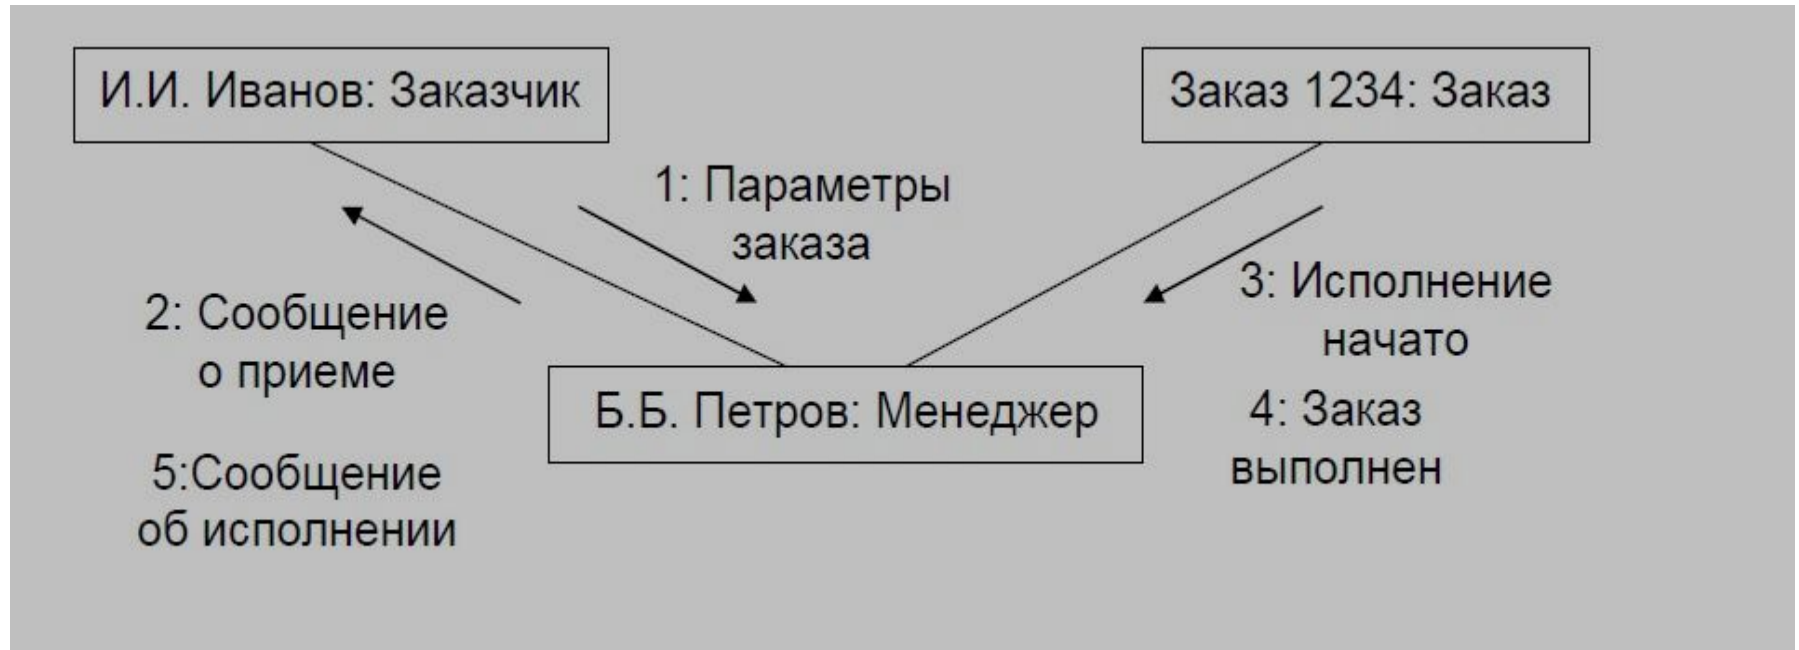 И.И. Иванов: Заказчик
Заказ 1234: Заказ
1: Параметры
заказа
2: Сообщение
о приеме
3: Исполнение
начато
Б.Б. Петров: Менеджер
4: Заказ
выполнен
5:Сообщение
об исполнении